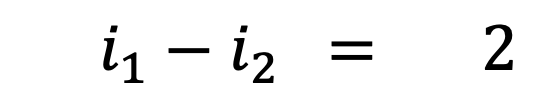 i₁ − i₂ = 2